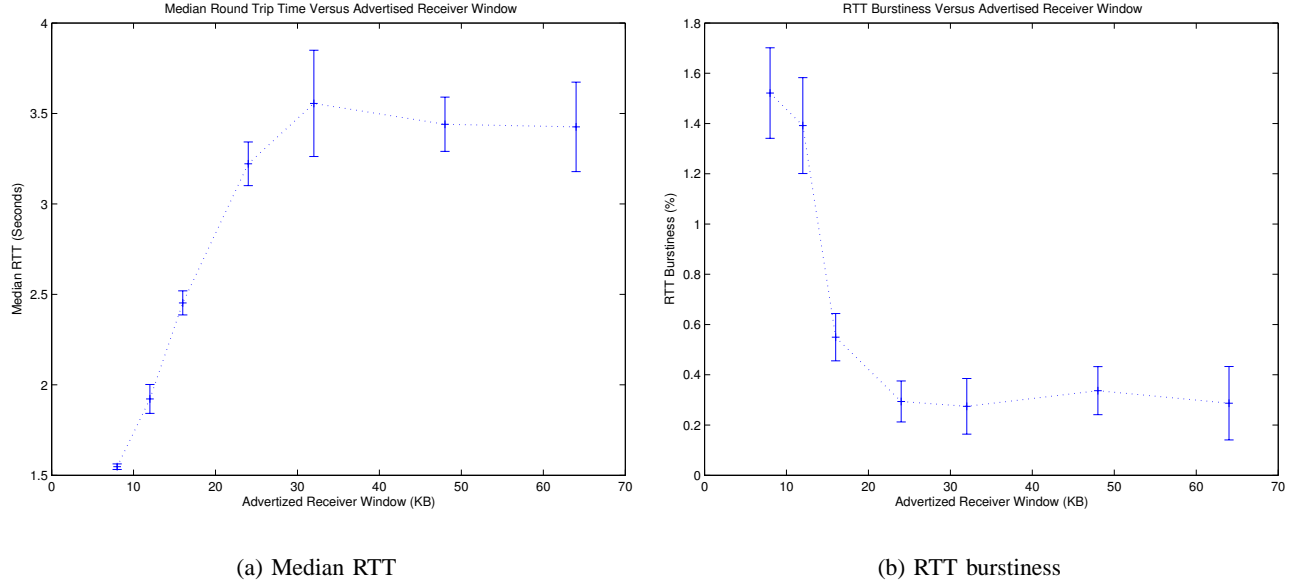 Median Round Trip Time Versus Advertised Receiver Window
4
3.5
3
2.5
2
1.5
Median RTT (Seconds)
0 10 20 30 40 50 60 70
Advertized Receiver Window (KB)
(a) Median RTT
RTT Burstiness Versus Advertised Receiver Window
1.8
1.6
1.4
1.2
1
0.8
0.6
0.4
0.2
0
RTT Burstiness (%)
0 10 20 30 40 50 60 70
Advertized Receiver Window (KB)
(b) RTT burstiness